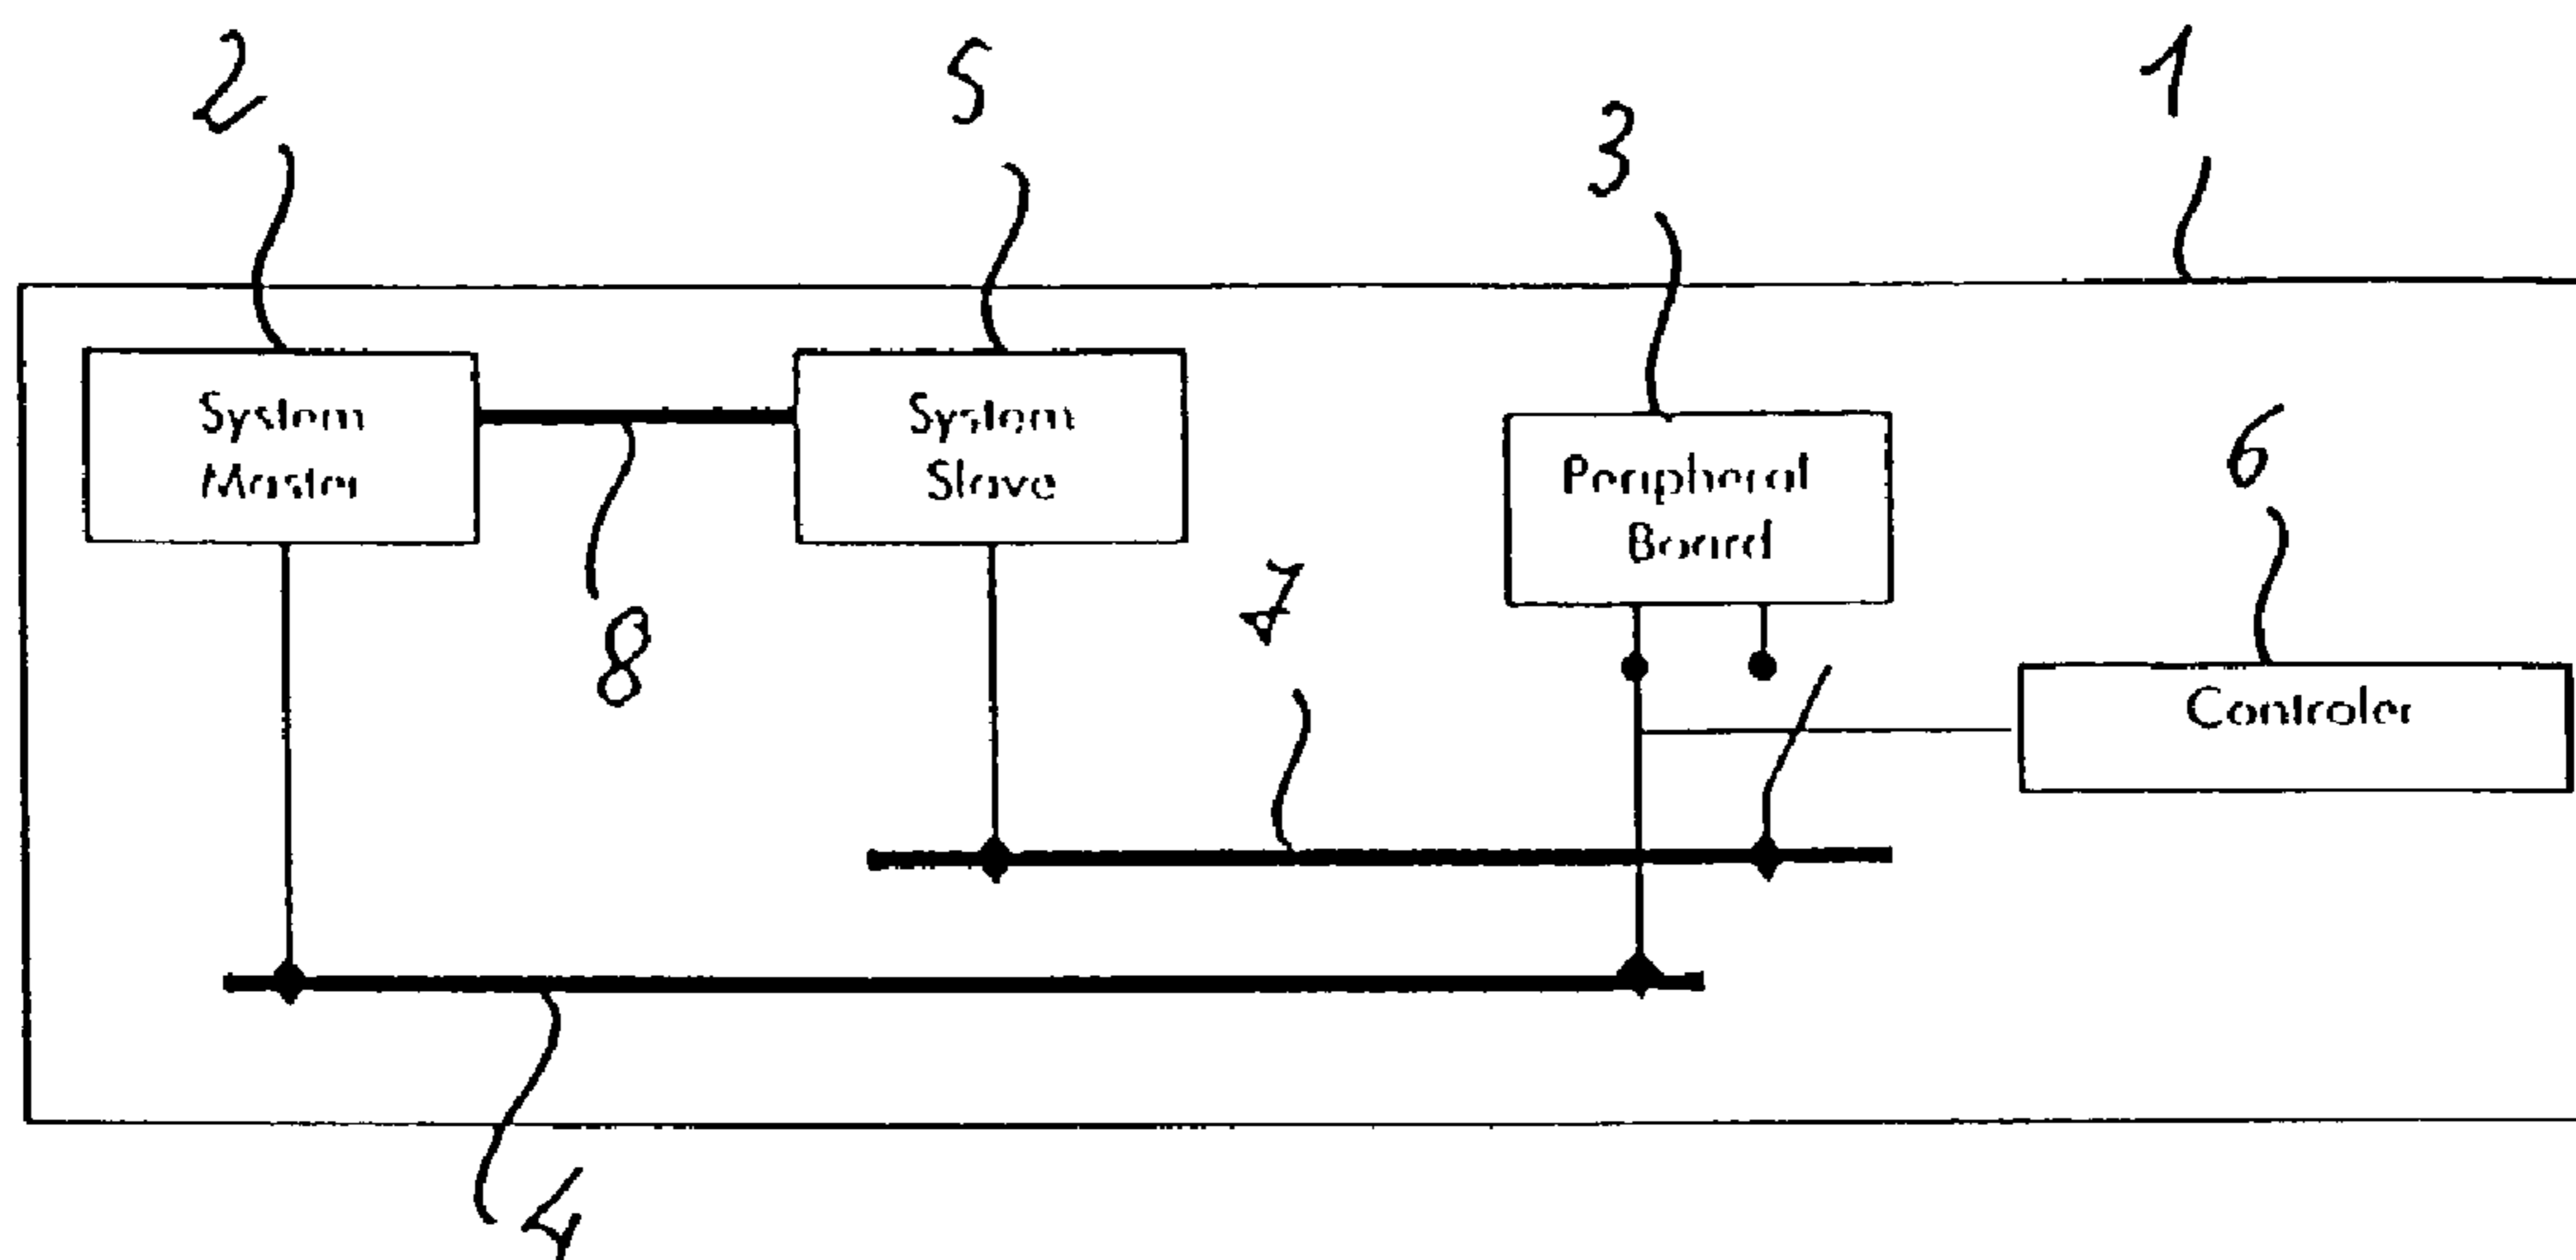 2
5
1
3
System
Master
System
Slave
Peripheral
Board
6
8
7
Controler
4